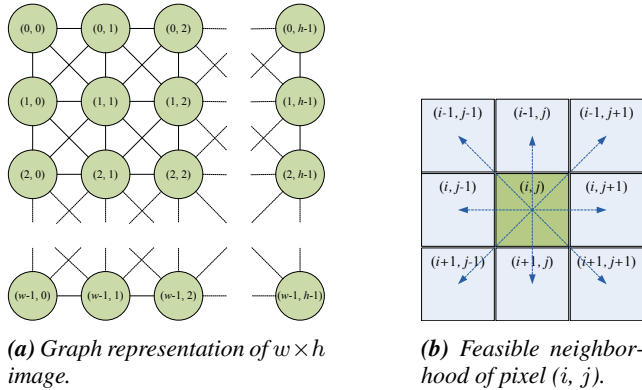 (0, 0) (0, 1) (0, 2) (0, h-1)
(1, 0) (1, 1) (1, 2) (1, h-1)
(2, 0) (2, 1) (2, 2) (2, h-1)
(w-1, 0) (w-1, 1) (w-1, 2) (w-1, h-1)
(a) Graph representation of w×h
image.
(i-1, j-1) (i-1, j) (i-1, j+1)
(i, j-1) (i, j) (i, j+1)
(i+1, j-1) (i+1, j) (i+1, j+1)
(b) Feasible neighbor-
hood of pixel (i, j).